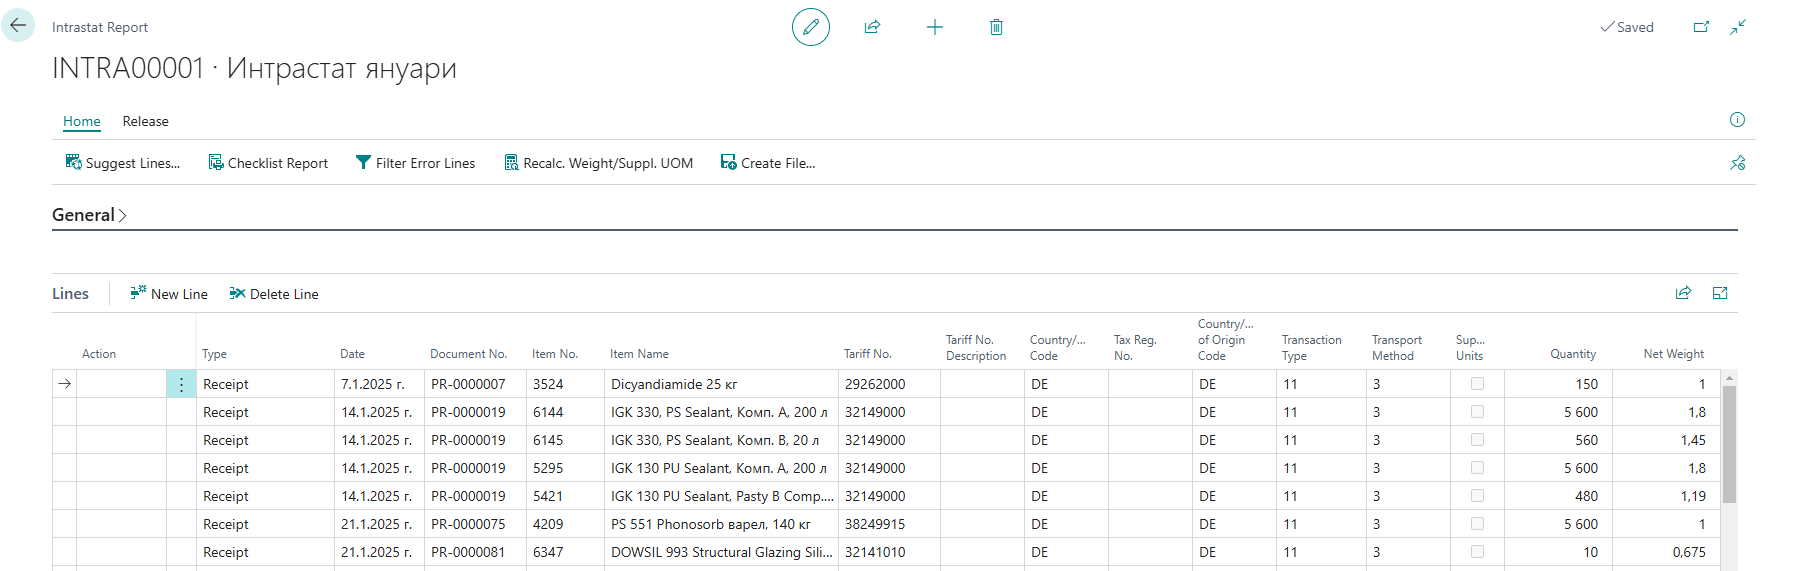 Intrastat Report
Saved
INTRA00001 · Интрастат януари
Home Release
Suggest Lines... Checklist Report Filter Error Lines Recalc. Weight/Suppl. UOM Create File...
General
Lines New Line Delete Line
Action Type Date Document No. Item No. Item Name Tariff No. Tariff No. Description Country/... Code Tax Reg. No. Country/... of Origin Code Transaction Type Transport Method Sup... Units Quantity Net Weight
Receipt 7.1.2025 г. PR-0000007 3524 Dicyandiamide 25 кг 29262000 DE DE 11 3 150 1
Receipt 14.1.2025 г. PR-0000019 6144 IGK 330, PS Sealant, Комп. А, 200 л 32149000 DE DE 11 3 5 600 1,8
Receipt 14.1.2025 г. PR-0000019 6145 IGK 330, PS Sealant, Комп. В, 20 л 32149000 DE DE 11 3 560 1,45
Receipt 14.1.2025 г. PR-0000019 5295 IGK 130 PU Sealant, Комп. А, 200 л 32149000 DE DE 11 3 5 600 1,8
Receipt 14.1.2025 г. PR-0000019 5421 IGK 130 PU Sealant, Pasty B Comp.... 32149000 DE DE 11 3 480 1,19
Receipt 21.1.2025 г. PR-0000075 4209 PS 551 Phonosorb варел, 140 кг 38249915 DE DE 11 3 5 600 1
Receipt 21.1.2025 г. PR-0000081 6347 DOWSIL 993 Structural Glazing Sili... 32141010 DE DE 11 3 10 0,675